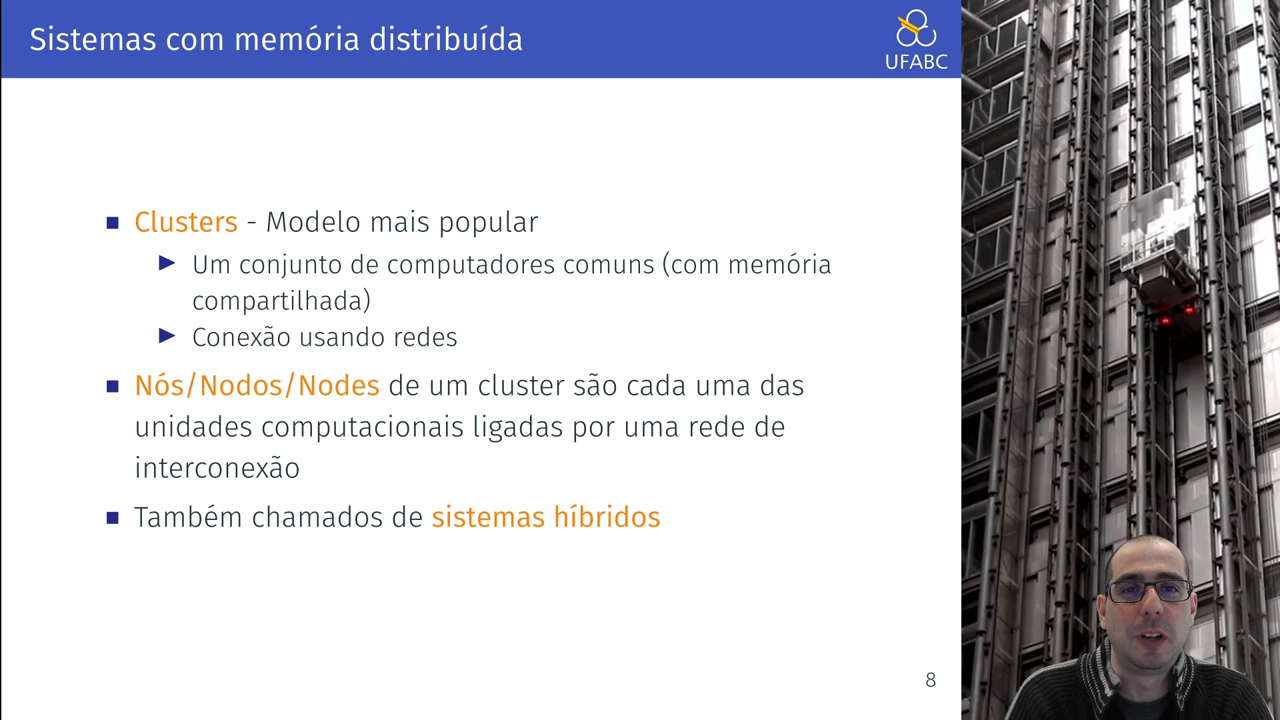 Sistemas com memória distribuída
UFABC
■ Clusters - Modelo mais popular
▶ Um conjunto de computadores comuns (com memória
compartilhada)
▶ Conexão usando redes
■ Nós/Nodos/Nodes de um cluster são cada uma das
unidades computacionais ligadas por uma rede de
interconexão
■ Também chamados de sistemas híbridos
8